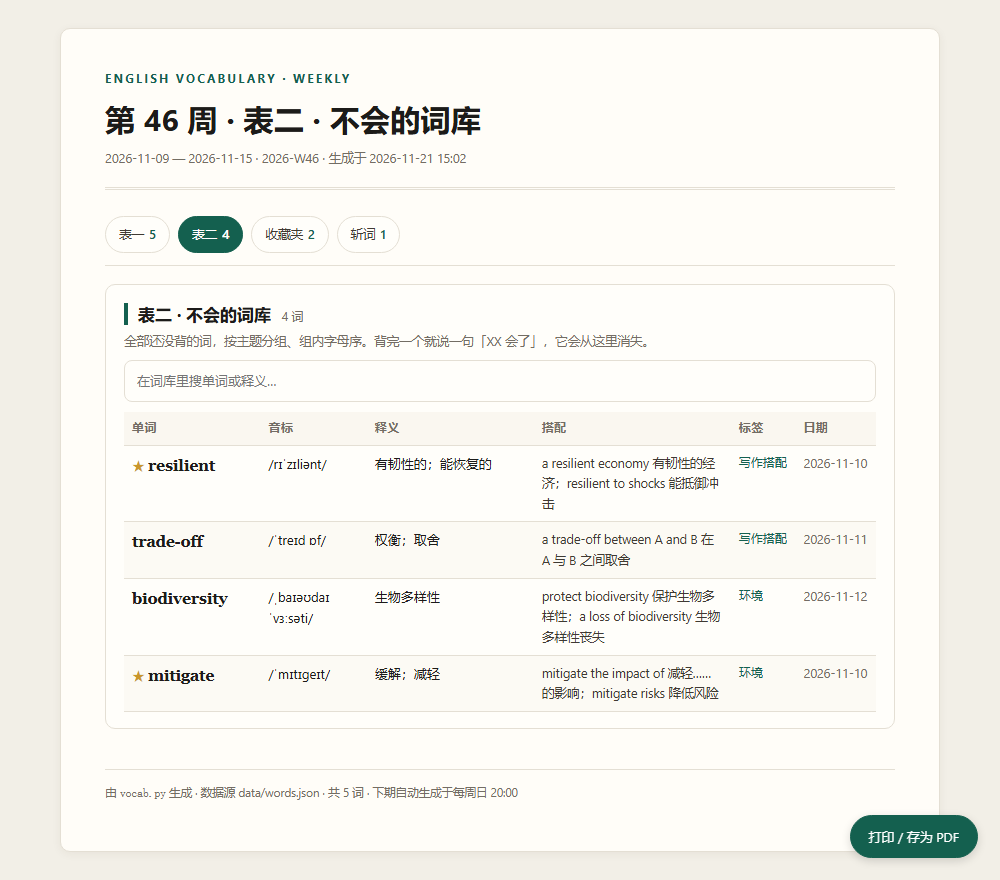 ENGLISH VOCABULARY · WEEKLY
第 46 周 · 表二 · 不会的词库
2026-11-09 — 2026-11-15 · 2026-W46 · 生成于 2026-11-21 15:02
表一 5
表二 4
收藏夹 2
斩词 1
表二 · 不会的词库 4 词
全部还没背的词，按主题分组、组内字母序。背完一个就说一句「XX 会了」，它会从这里消失。
在词库里搜单词或释义…
单词 音标 释义 搭配 标签 日期
★ resilient /rɪˈzɪliənt/ 有韧性的；能恢复的 a resilient economy 有韧性的经 写作搭配 2026-11-10
济；resilient to shocks 能抵御冲
击
trade-off /ˈtreɪd ɒf/ 权衡；取舍 a trade-off between A and B 在 写作搭配 2026-11-11
A 与 B 之间取舍
biodiversity /ˌbaɪəʊdaɪ 生物多样性 protect biodiversity 保护生物多 环境 2026-11-12
ˈvɜːsəti/ 样性；a loss of biodiversity 生物
多样性丧失
★ mitigate /ˈmɪtɪɡeɪt/ 缓解；减轻 mitigate the impact of 减轻…… 环境 2026-11-10
的影响；mitigate risks 降低风险
由 vocab.py 生成 · 数据源 data/words.json · 共 5 词 · 下期自动生成于每周日 20:00
打印 / 存为 PDF